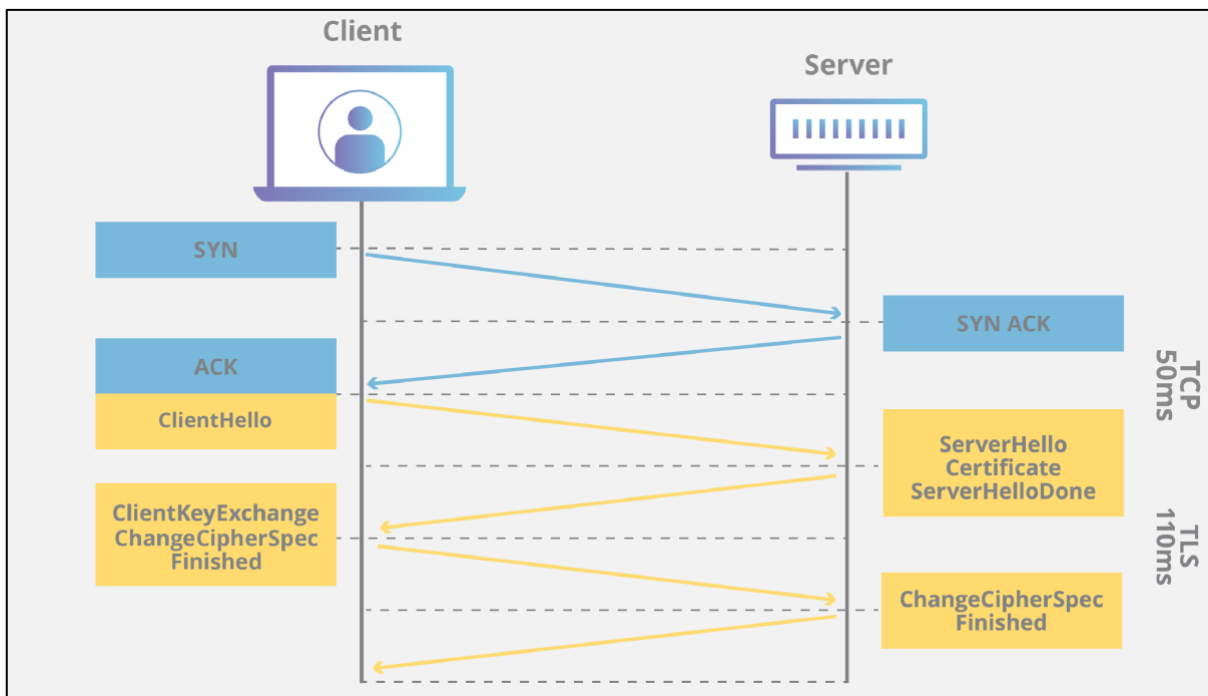 Client
Server
SYN
SYN ACK
ACK
ClientHello
TCP
50ms
ServerHello
Certificate
ServerHelloDone
ClientKeyExchange
ChangeCipherSpec
Finished
TLS
110ms
ChangeCipherSpec
Finished